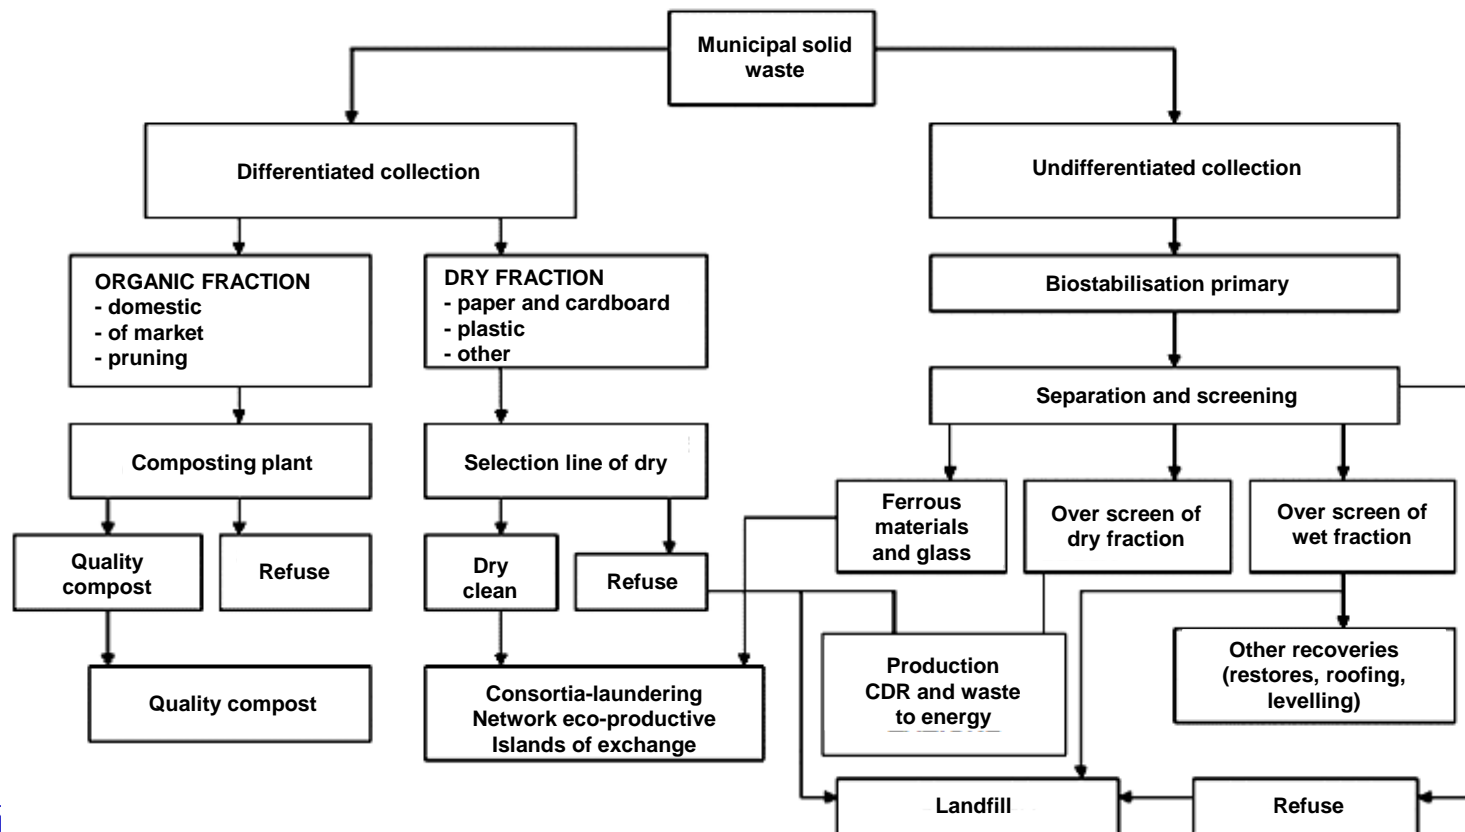 Municipal solid
waste
Differentiated collection
Undifferentiated collection
ORGANIC FRACTION
- domestic
- of market
- pruning
DRY FRACTION
- paper and cardboard
- plastic
- other
Biostabilisation primary
Separation and screening
Composting plant
Selection line of dry
Ferrous
materials
and glass
Over screen of
dry fraction
Over screen of
wet fraction
Quality
compost
Refuse
Dry
clean
Refuse
Quality compost
Consortia-laundering
Network eco-productive
Islands of exchange
Production
CDR and waste
to energy
Other recoveries
(restores, roofing,
levelling)
Landfill
Refuse